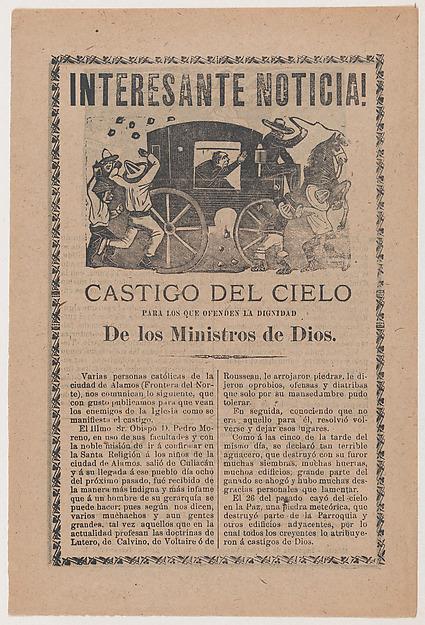 INTERESANTE NOTICIA!
CASTIGO DEL CIELO
PARA LOS QUE OFENDEN LA DIGNIDAD
De los Ministros de Dios.
Varias personas católicas de la
ciudad de Alamos (Frontera del Nor-
te), nos comunican lo siguiente, que
con gusto publicamos para que vean
los enemigos de la Iglesia como se
manifiesta el castigo.
El Illmo Sr. Obispo D. Pedro Mo-
reno, en uso de sus facultades y con
la noble misión de ir á confirmar en
la Santa Religión á los niños de la
ciudad de Alamos, salió de Culiacán
y á su llegada á ese pueblo día ocho
del próximo pasado, fué recibido de
la manera más indigna y más infame
que á un hombre de su gerarquía se
puede hacer; pues según nos dicen,
varios muchachos y aun gentes
grandes, tal vez aquellos que en la
actualidad profesan las doctrinas de
Lutero, de Calvino, de Voltaire ó de
Rousseau, le arrojaron piedras, le di-
jeron oprobios, ofensas y diatribas
que solo por su mansedumbre pudo
tolerar.
En seguida, conociendo que no
era aquello para él, resolvió vol-
verse y dejar esos lugares.
Como á las cinco de la tarde del
mismo día, se declaró tan terrible
aguacero, que destruyó con su furor
muchas siembras, muchas huertas,
muchos edificios; grande parte del
ganado se ahogó y hubo muchas des-
gracias personales que lamentar.
El 26 del pasado cayó del cielo
en la Paz, una piedra meteórica, que
destruyó parte de la Parroquia y
otros edificios adyacentes, por lo
cual todos los creyentes lo atribuye-
ron á castigos de Dios.